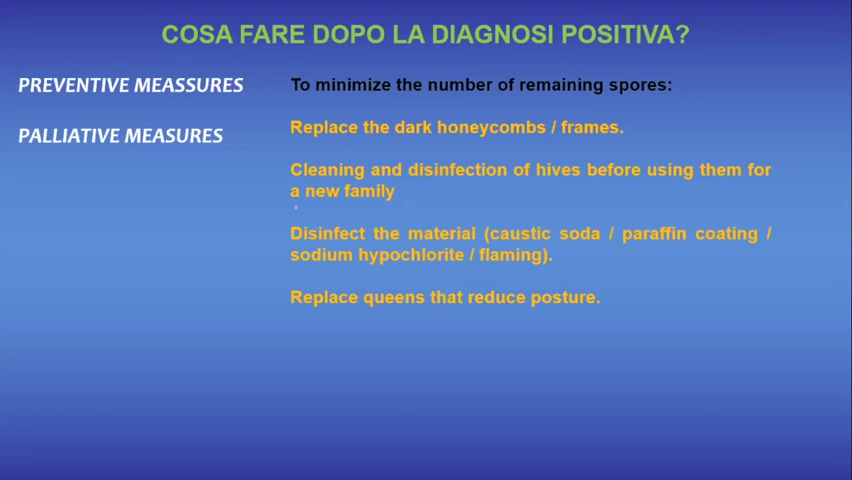 COSA FARE DOPO LA DIAGNOSI POSITIVA?
PREVENTIVE MEASSURES
PALLIATIVE MEASURES
To minimize the number of remaining spores:
Replace the dark honeycombs / frames.
Cleaning and disinfection of hives before using them for
a new family
Disinfect the material (caustic soda / paraffin coating /
sodium hypochlorite / flaming).
Replace queens that reduce posture.